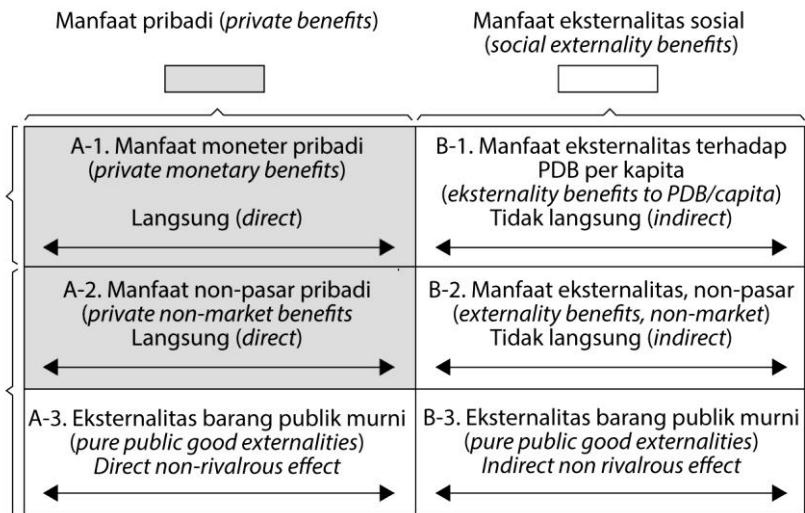 Manfaat pribadi (private benefits)
Manfaat eksternalitas sosial
(social externality benefits)
A-1. Manfaat moneter pribadi
(private monetary benefits)
Langsung (direct)
B-1. Manfaat eksternalitas terhadap
PDB per kapita
(eksternality benefits to PDB/capita)
Tidak langsung (indirect)
A-2. Manfaat non-pasar pribadi
(private non-market benefits
Langsung (direct)
B-2. Manfaat eksternalitas, non-pasar
(externality benefits, non-market)
Tidak langsung (indirect)
A-3. Eksternalitas barang publik murni
(pure public good externalities)
Direct non-rivalrous effect
B-3. Eksternalitas barang publik murni
(pure public good externalities)
Indirect non rivalrous effect